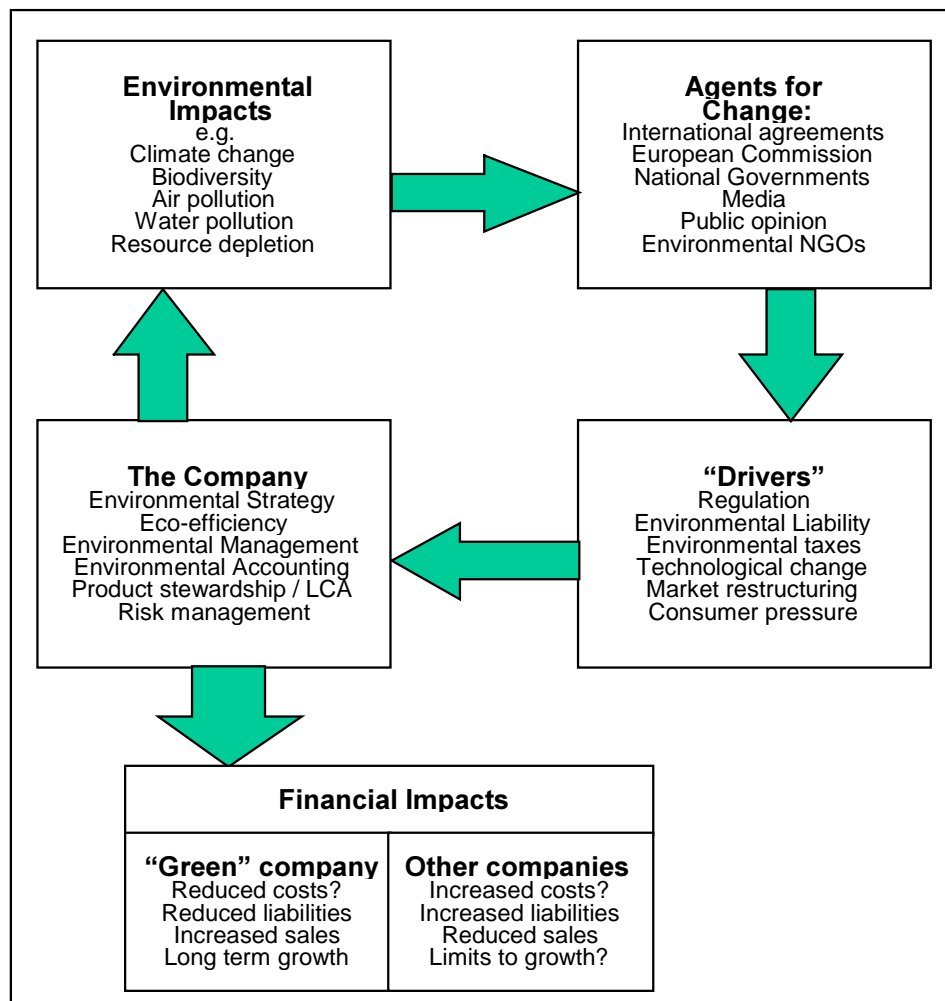 Environmental
Impacts
e.g.
Climate change
Biodiversity
Air pollution
Water pollution
Resource depletion
Agents for
Change:
International agreements
European Commission
National Governments
Media
Public opinion
Environmental NGOs
The Company
Environmental Strategy
Eco-efficiency
Environmental Management
Environmental Accounting
Product stewardship / LCA
Risk management
“Drivers”
Regulation
Environmental Liability
Environmental taxes
Technological change
Market restructuring
Consumer pressure
Financial Impacts
“Green” company
Reduced costs?
Reduced liabilities
Increased sales
Long term growth
Other companies
Increased costs?
Increased liabilities
Reduced sales
Limits to growth?